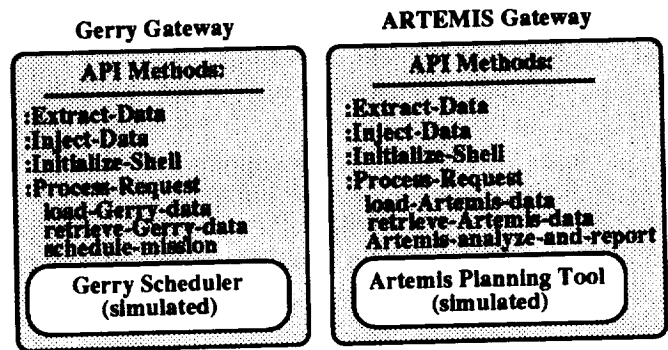 Gerry Gateway
API Methods:
:Extract-Data
:Inject-Data
:Initialize-Shell
:Process-Request
load-Gerry-data
retrieve-Gerry-data
schedule-mission
Gerry Scheduler
(simulated)
ARTEMIS Gateway
API Methods:
:Extract-Data
:Inject-Data
:Initialize-Shell
:Process-Request
load-Artemis-data
retrieve-Artemis-data
Artemis-analyze-and-report
Artemis Planning Tool
(simulated)